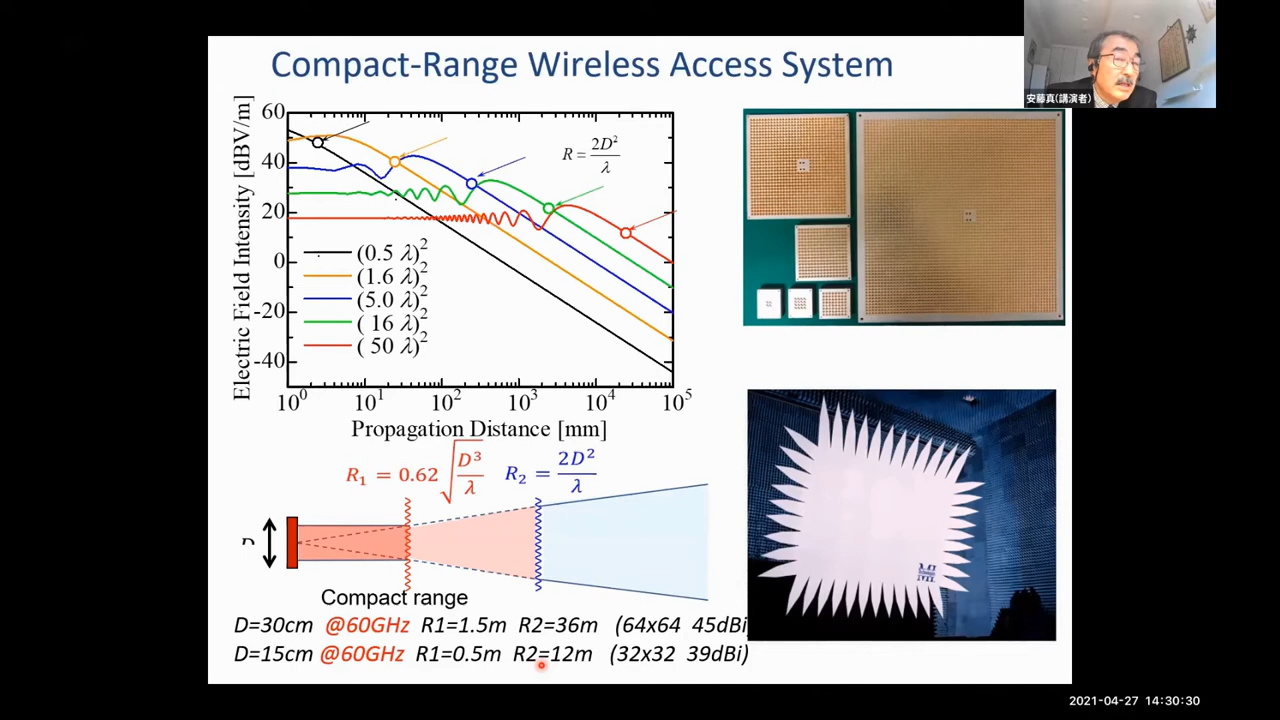 Compact-Range Wireless Access System
安藤真(講演者)
Electric Field Intensity [dBV/m]
60
40
20
0
-20
-40
R = 2D²/λ
(0.5 λ)²
(1.6 λ)²
(5.0 λ)²
( 16 λ)²
( 50 λ)²
10⁰ 10¹ 10² 10³ 10⁴ 10⁵
Propagation Distance [mm]
R₁ = 0.62 √(D³/λ) R₂ = 2D²/λ
Compact range
D=30cm @60GHz R1=1.5m R2=36m (64x64 45dBi
D=15cm @60GHz R1=0.5m R2=12m (32x32 39dBi)
2021-04-27 14:30:30